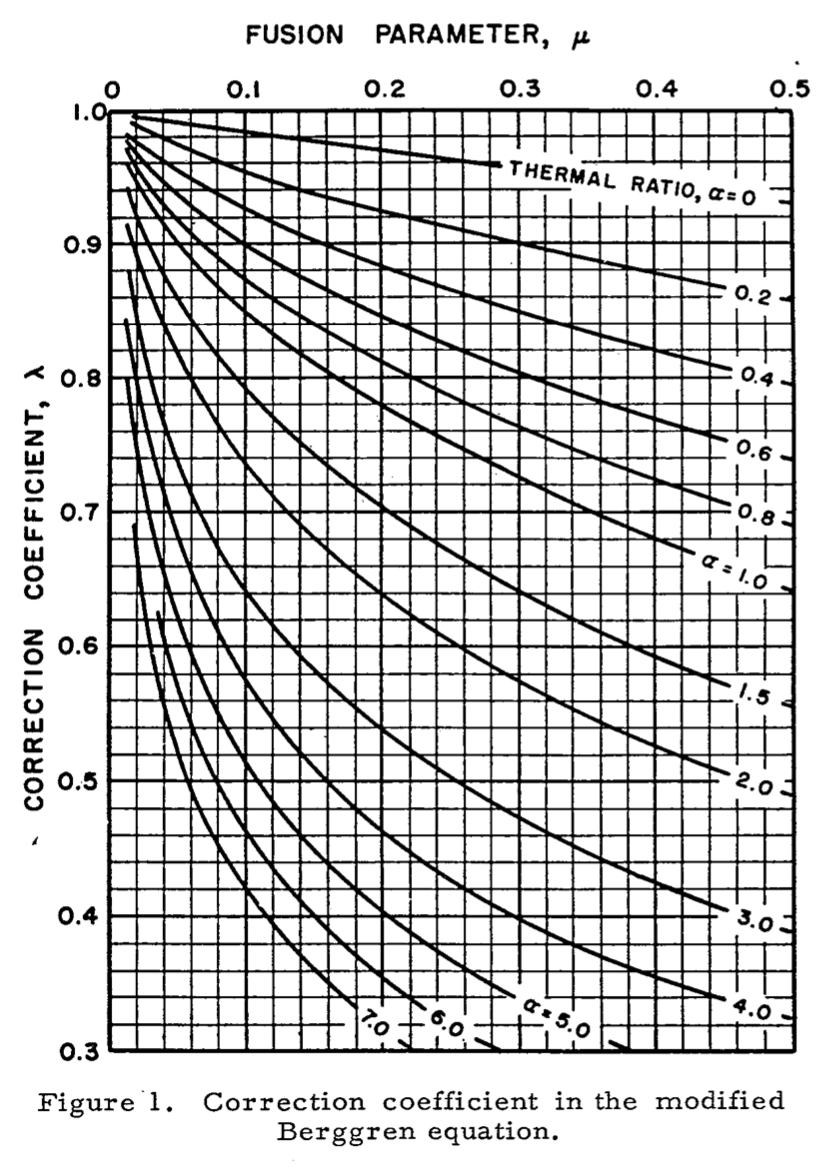 FUSION PARAMETER, μ
0 0.1 0.2 0.3 0.4 0.5
1.0
THERMAL RATIO, α=0
0.9
0.2
CORRECTION COEFFICIENT, λ
0.8
0.4
0.6
0.7
0.8
α=1.0
0.6
1.5
0.5
2.0
0.4
3.0
4.0
α=5.0
6.0
7.0
0.3
Figure 1. Correction coefficient in the modified
Berggren equation.